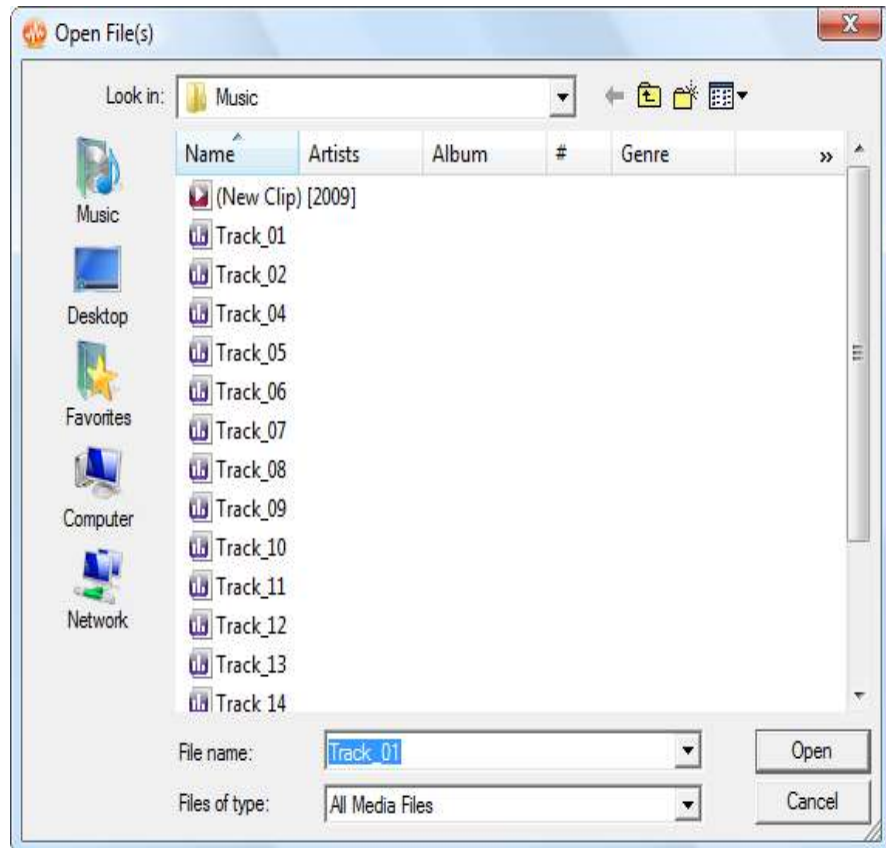 Open File(s)
Look in: Music
Name Artists Album # Genre »
Music
Desktop
Favorites
Computer
Network
(New Clip) [2009]
Track_01
Track_02
Track_04
Track_05
Track_06
Track_07
Track_08
Track_09
Track_10
Track_11
Track_12
Track_13
Track 14
File name: Track_01 Open
Files of type: All Media Files Cancel